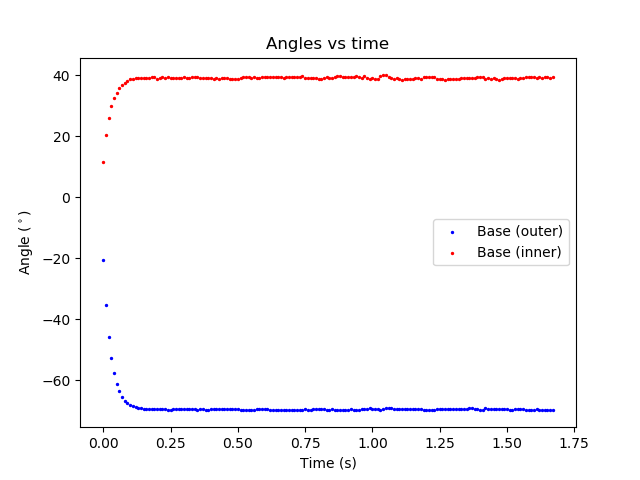 Angles vs time
Angle (°)
40
20
0
−20
−40
−60
Base (outer)
Base (inner)
0.00 0.25 0.50 0.75 1.00 1.25 1.50 1.75
Time (s)